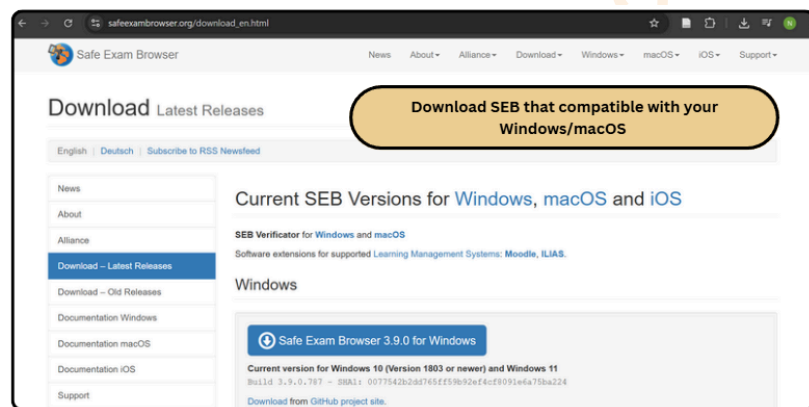 safeexambrowser.org/download_en.html
N
Safe Exam Browser
News About Alliance Download Windows macOS iOS Support
Download Latest Releases
Download SEB that compatible with your
Windows/macOS
English | Deutsch | Subscribe to RSS Newsfeed
News
About
Alliance
Download – Latest Releases
Download – Old Releases
Documentation Windows
Documentation macOS
Documentation iOS
Support
Current SEB Versions for Windows, macOS and iOS
SEB Verificator for Windows and macOS
Software extensions for supported Learning Management Systems: Moodle, ILIAS.
Windows
Safe Exam Browser 3.9.0 for Windows
Current version for Windows 10 (Version 1803 or newer) and Windows 11
Build 3.9.0.787 - SHA1:
Download from GitHub project site.